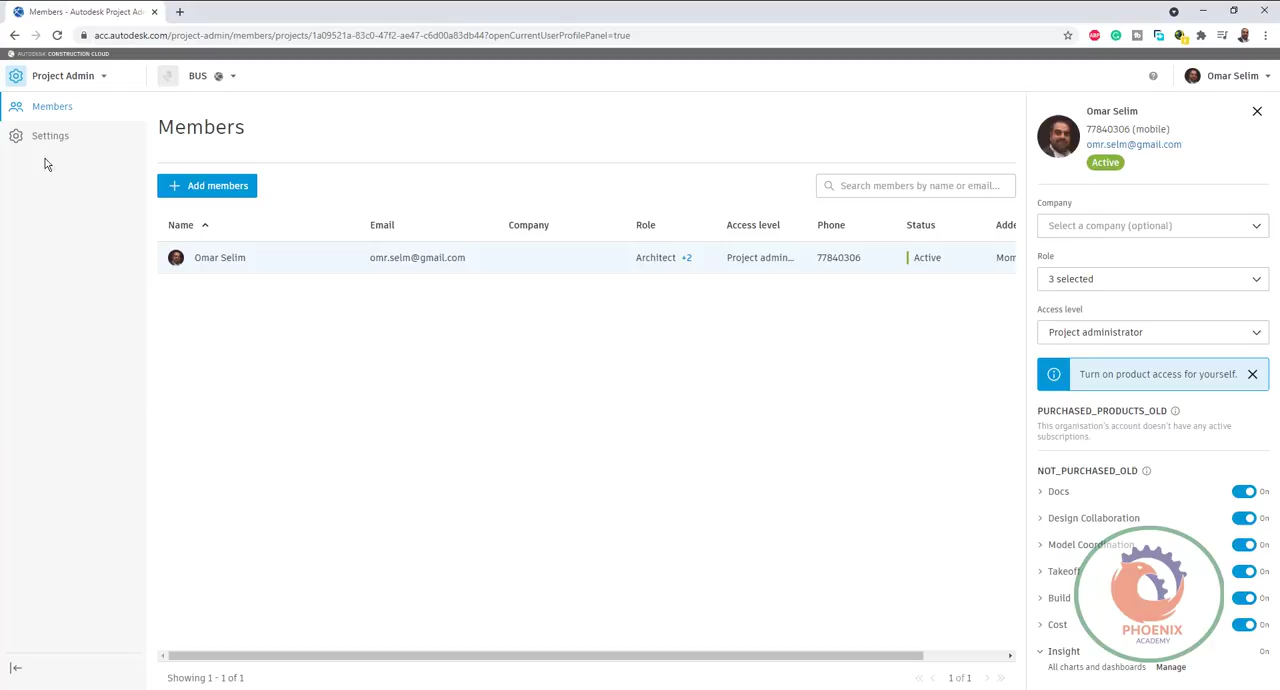 Members - Autodesk Project Adm
acc.autodesk.com/project-admin/members/projects/1a09521a-83c0-47f2-ae47-c6d00a83db44?openCurrentUserProfilePanel=true
AUTODESK CONSTRUCTION CLOUD
Project Admin
BUS
Omar Selim
Members
Settings
Members
Add members
Search members by name or email...
Name Email Company Role Access level Phone Status Adde
Omar Selim omr.selm@gmail.com Architect +2 Project admin... 77840306 Active Mom
Showing 1 - 1 of 1
1 of 1
Omar Selim
77840306 (mobile)
omr.selm@gmail.com
Active
Company
Select a company (optional)
Role
3 selected
Access level
Project administrator
Turn on product access for yourself.
PURCHASED_PRODUCTS_OLD
This organisation's account doesn't have any active
subscriptions.
NOT_PURCHASED_OLD
Docs On
Design Collaboration On
Model Coordination On
Takeoff On
Build On
Cost On
Insight On
All charts and dashboards Manage
PHOENIX
ACADEMY